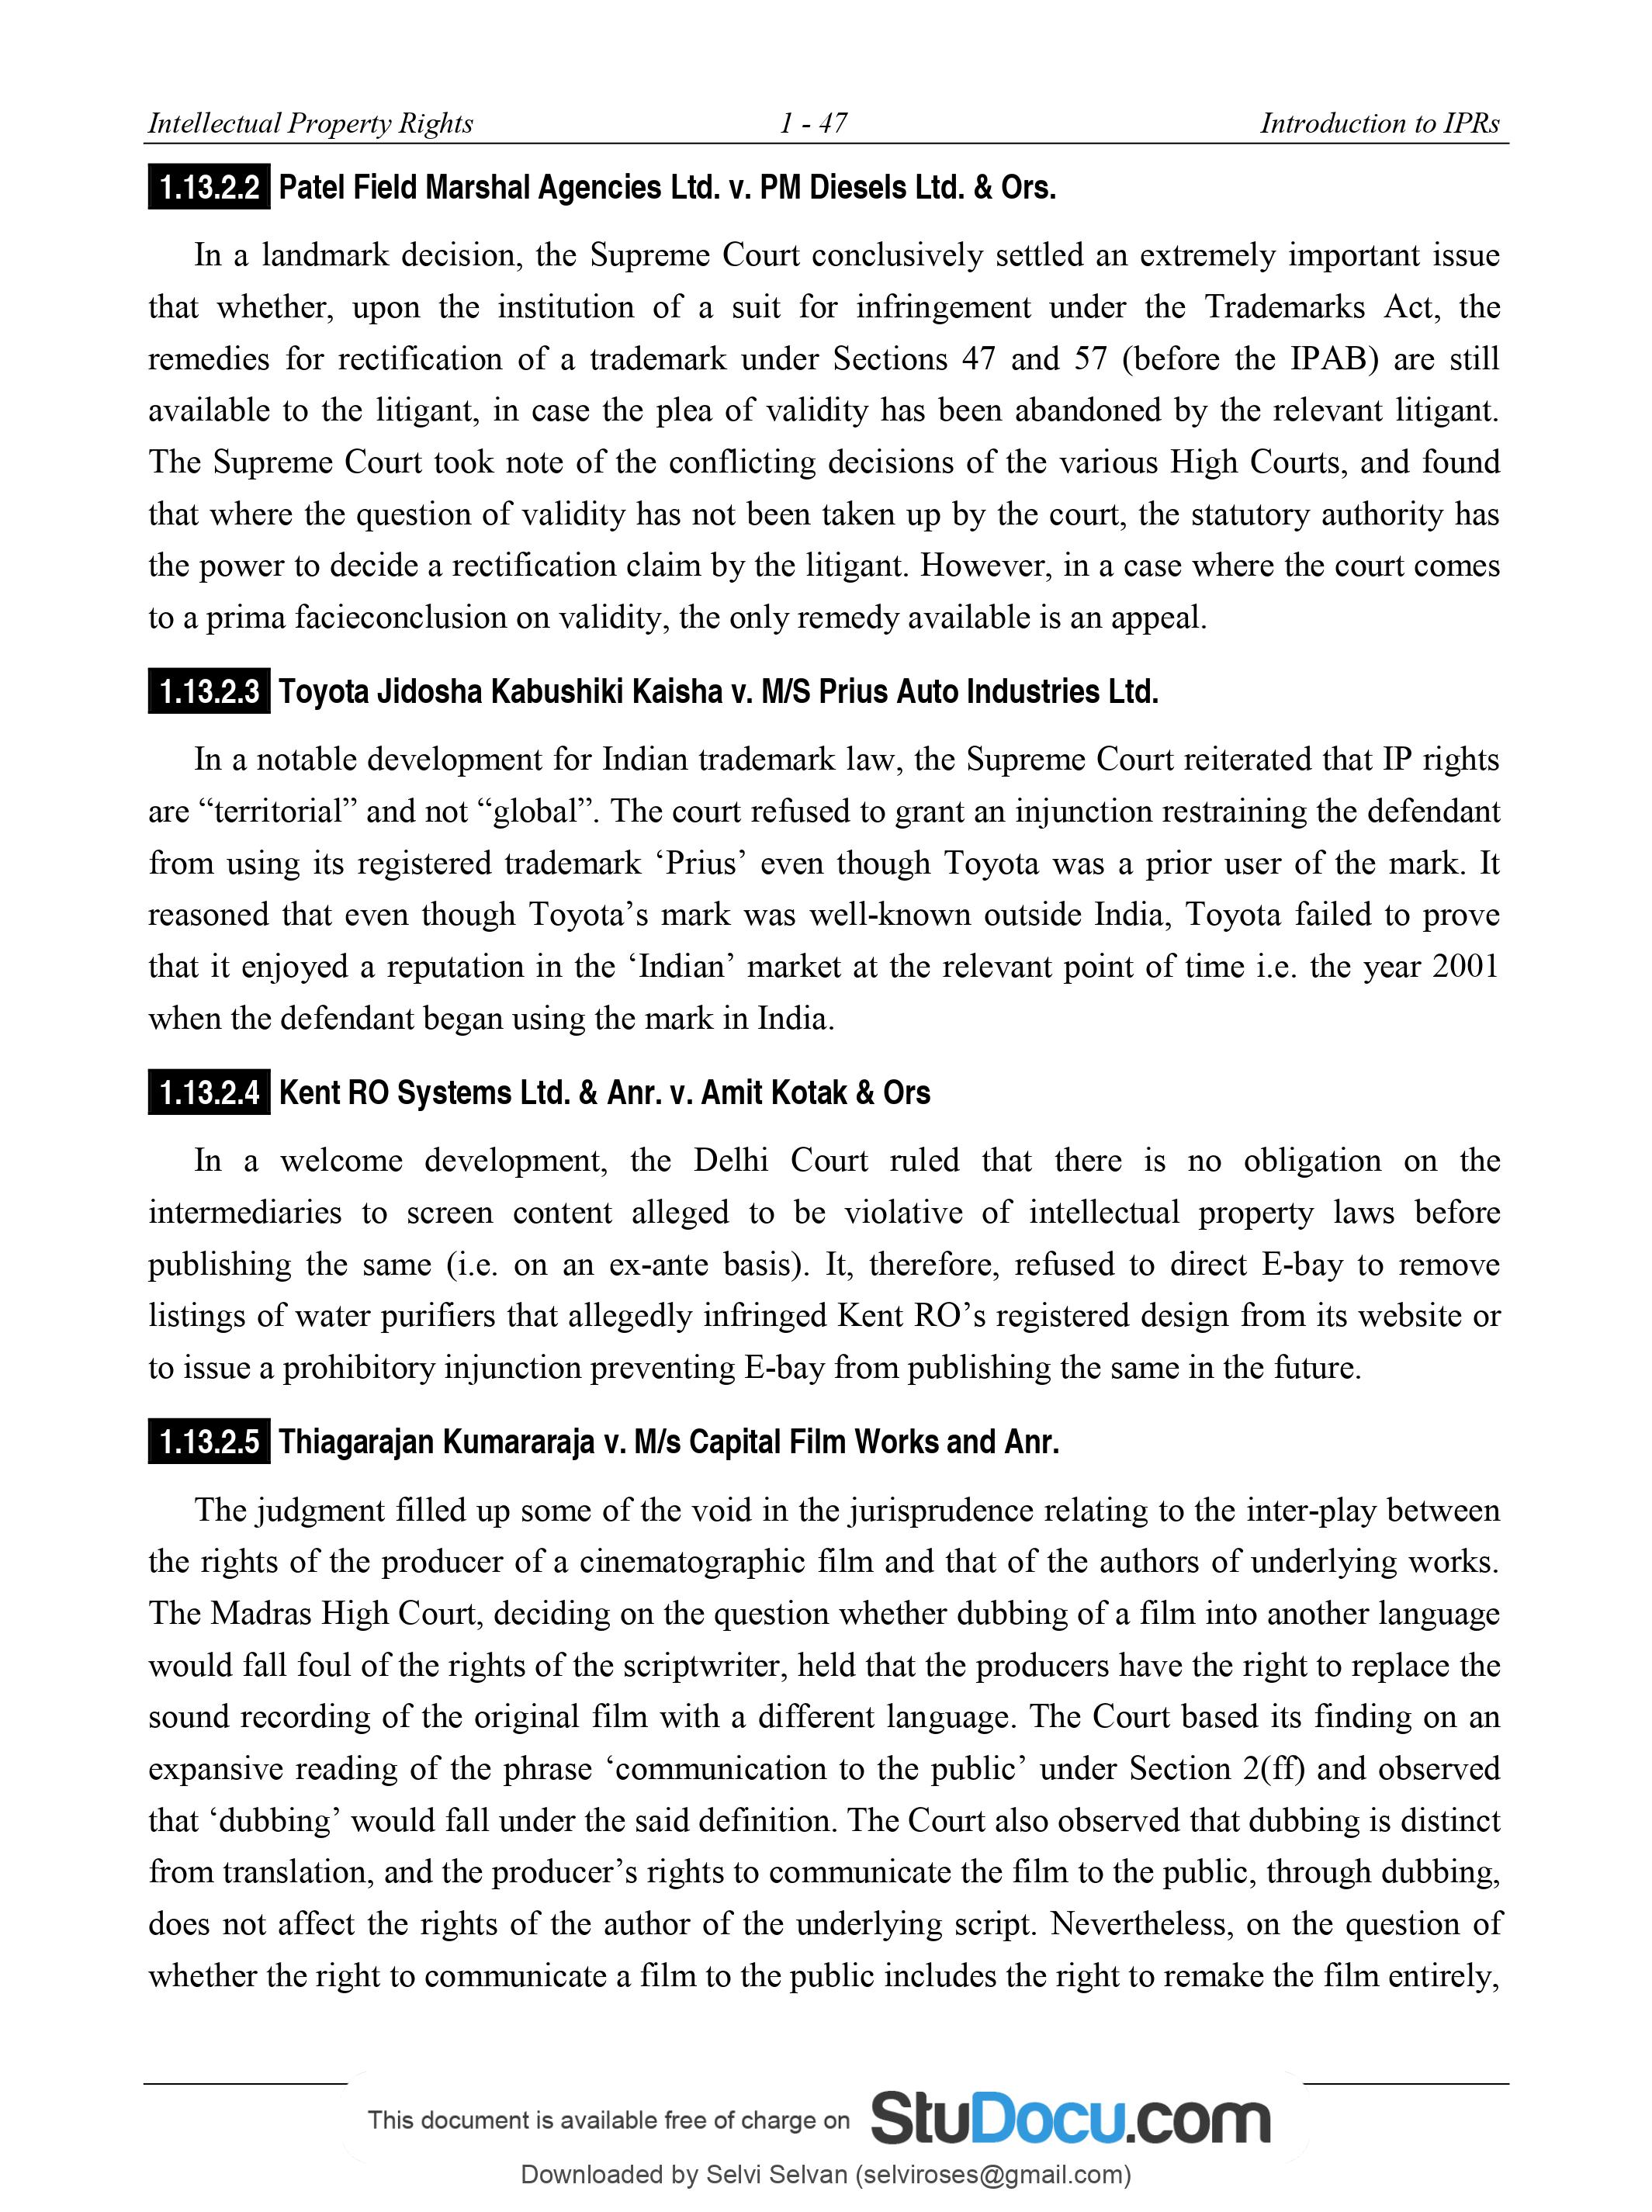 Intellectual Property Rights 1 - 47 Introduction to IPRs
1.13.2.2 Patel Field Marshal Agencies Ltd. v. PM Diesels Ltd. & Ors.
In a landmark decision, the Supreme Court conclusively settled an extremely important issue
that whether, upon the institution of a suit for infringement under the Trademarks Act, the
remedies for rectification of a trademark under Sections 47 and 57 (before the IPAB) are still
available to the litigant, in case the plea of validity has been abandoned by the relevant litigant.
The Supreme Court took note of the conflicting decisions of the various High Courts, and found
that where the question of validity has not been taken up by the court, the statutory authority has
the power to decide a rectification claim by the litigant. However, in a case where the court comes
to a prima facieconclusion on validity, the only remedy available is an appeal.
1.13.2.3 Toyota Jidosha Kabushiki Kaisha v. M/S Prius Auto Industries Ltd.
In a notable development for Indian trademark law, the Supreme Court reiterated that IP rights
are “territorial” and not “global”. The court refused to grant an injunction restraining the defendant
from using its registered trademark ‘Prius’ even though Toyota was a prior user of the mark. It
reasoned that even though Toyota’s mark was well-known outside India, Toyota failed to prove
that it enjoyed a reputation in the ‘Indian’ market at the relevant point of time i.e. the year 2001
when the defendant began using the mark in India.
1.13.2.4 Kent RO Systems Ltd. & Anr. v. Amit Kotak & Ors
In a welcome development, the Delhi Court ruled that there is no obligation on the
intermediaries to screen content alleged to be violative of intellectual property laws before
publishing the same (i.e. on an ex-ante basis). It, therefore, refused to direct E-bay to remove
listings of water purifiers that allegedly infringed Kent RO’s registered design from its website or
to issue a prohibitory injunction preventing E-bay from publishing the same in the future.
1.13.2.5 Thiagarajan Kumararaja v. M/s Capital Film Works and Anr.
The judgment filled up some of the void in the jurisprudence relating to the inter-play between
the rights of the producer of a cinematographic film and that of the authors of underlying works.
The Madras High Court, deciding on the question whether dubbing of a film into another language
would fall foul of the rights of the scriptwriter, held that the producers have the right to replace the
sound recording of the original film with a different language. The Court based its finding on an
expansive reading of the phrase ‘communication to the public’ under Section 2(ff) and observed
that ‘dubbing’ would fall under the said definition. The Court also observed that dubbing is distinct
from translation, and the producer’s rights to communicate the film to the public, through dubbing,
does not affect the rights of the author of the underlying script. Nevertheless, on the question of
whether the right to communicate a film to the public includes the right to remake the film entirely,
This document is available free of charge on StuDocu.com
Downloaded by Selvi Selvan (selviroses@gmail.com)